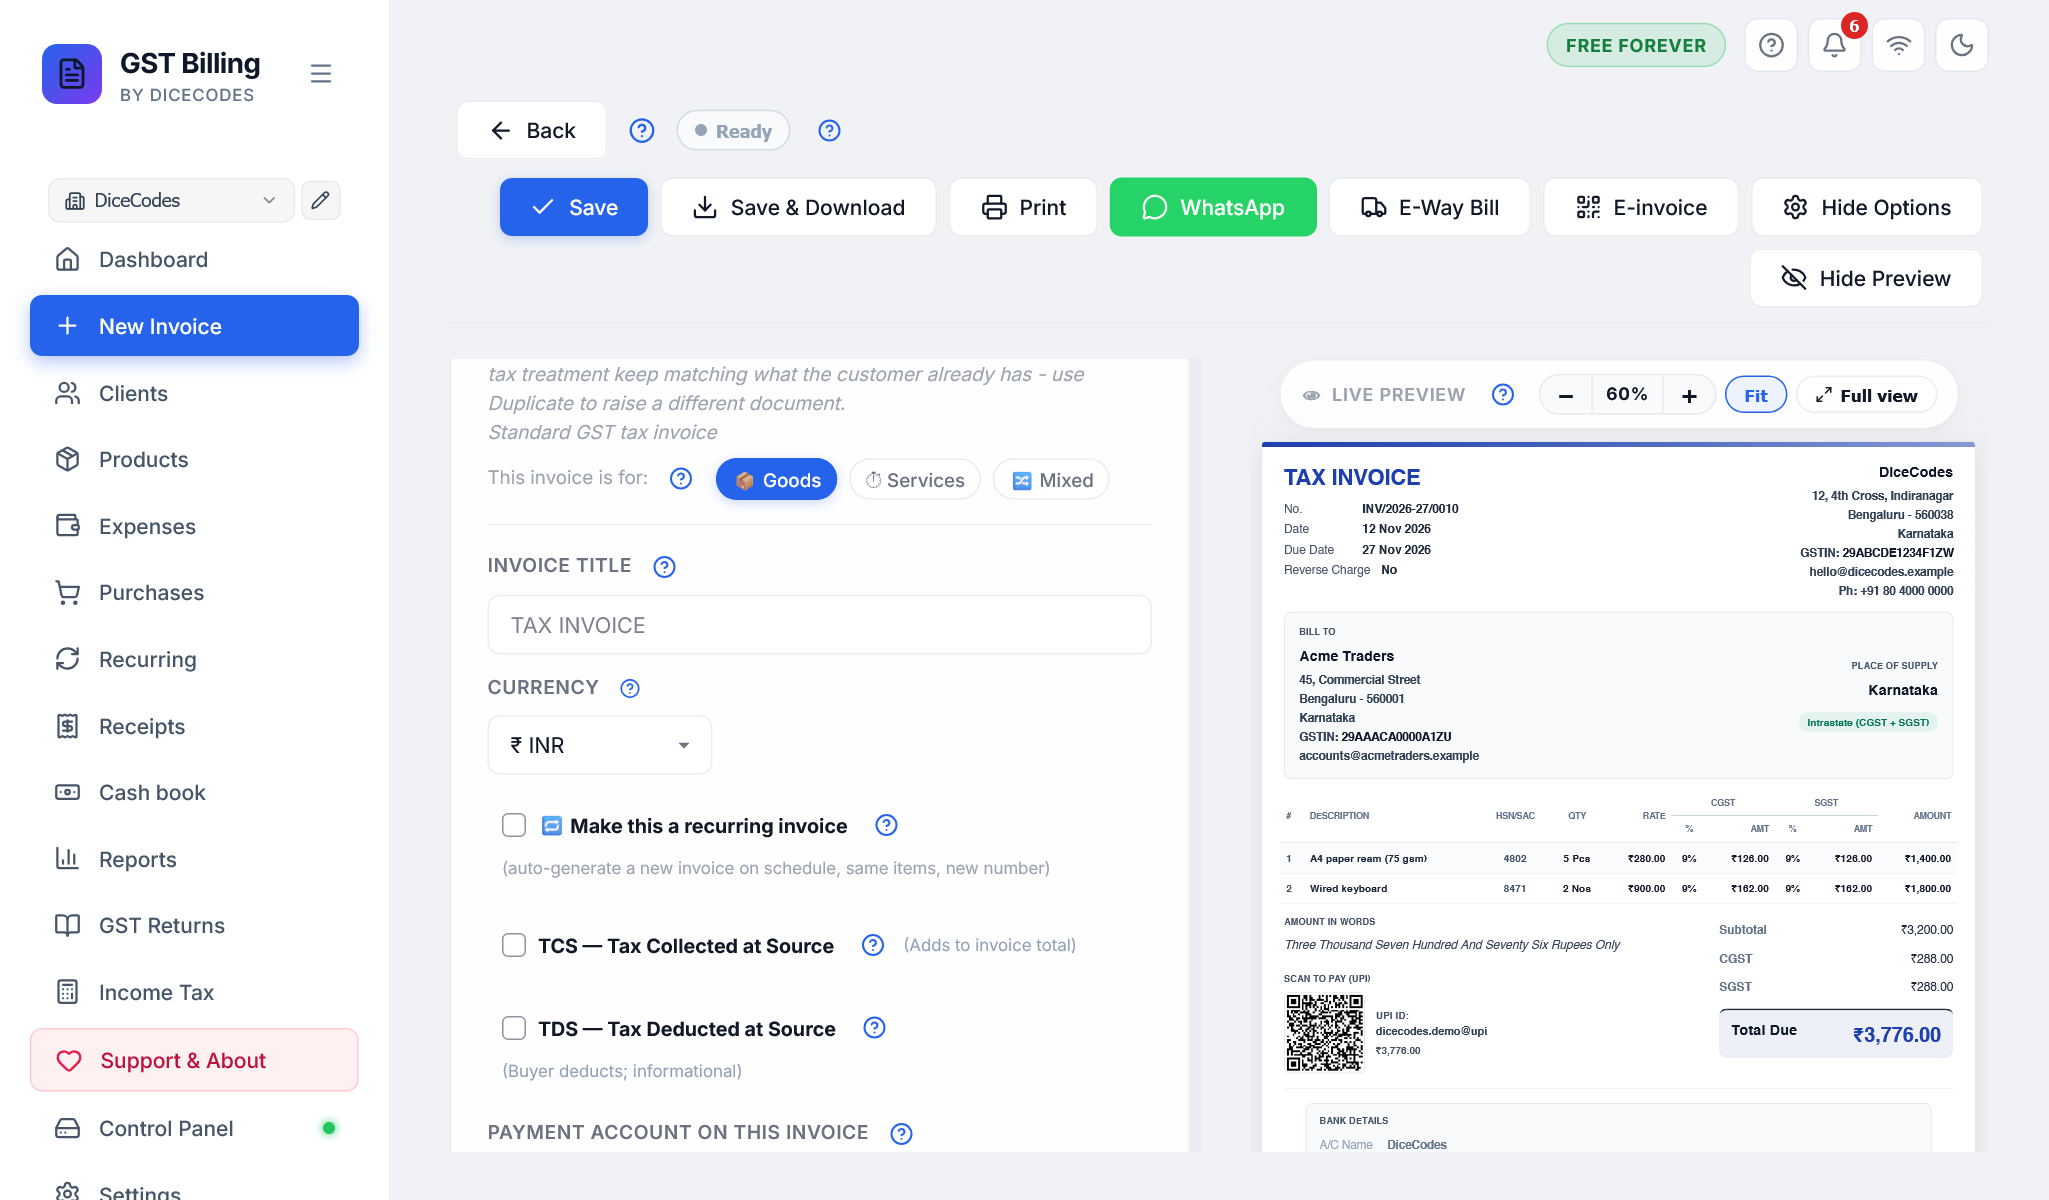 GST Billing
BY DICECODES
DiceCodes
Dashboard
New Invoice
Clients
Products
Expenses
Purchases
Recurring
Receipts
Cash book
Reports
GST Returns
Income Tax
Support & About
Control Panel
Settings
FREE FOREVER
6
Back
Ready
Save
Save & Download
Print
WhatsApp
E-Way Bill
E-invoice
Hide Options
Hide Preview
tax treatment keep matching what the customer already has - use
Duplicate to raise a different document.
Standard GST tax invoice
This invoice is for:
Goods
Services
Mixed
INVOICE TITLE
TAX INVOICE
CURRENCY
₹ INR
Make this a recurring invoice
(auto-generate a new invoice on schedule, same items, new number)
TCS — Tax Collected at Source
(Adds to invoice total)
TDS — Tax Deducted at Source
(Buyer deducts; informational)
PAYMENT ACCOUNT ON THIS INVOICE
LIVE PREVIEW
− 60% +
Fit
Full view
TAX INVOICE
No. INV/2026-27/0010
Date 12 Nov 2026
Due Date 27 Nov 2026
Reverse Charge No
DiceCodes
12, 4th Cross, Indiranagar
Bengaluru - 560038
Karnataka
GSTIN: 29ABCDE1234F1ZW
hello@dicecodes.example
Ph: +91 80 4000 0000
BILL TO
Acme Traders
45, Commercial Street
Bengaluru - 560001
Karnataka
GSTIN: 29AAACA0000A1ZU
accounts@acmetraders.example
PLACE OF SUPPLY
Karnataka
Intrastate (CGST + SGST)
# DESCRIPTION HSN/SAC QTY RATE CGST SGST AMOUNT
% AMT % AMT
1 A4 paper ream (75 gsm) 4802 5 Pcs ₹280.00 9% ₹126.00 9% ₹126.00 ₹1,400.00
2 Wired keyboard 8471 2 Nos ₹900.00 9% ₹162.00 9% ₹162.00 ₹1,800.00
AMOUNT IN WORDS
Three Thousand Seven Hundred And Seventy Six Rupees Only
SCAN TO PAY (UPI)
UPI ID:
dicecodes.demo@upi
₹3,776.00
Subtotal ₹3,200.00
CGST ₹288.00
SGST ₹288.00
Total Due ₹3,776.00
BANK DETAILS
A/C Name DiceCodes